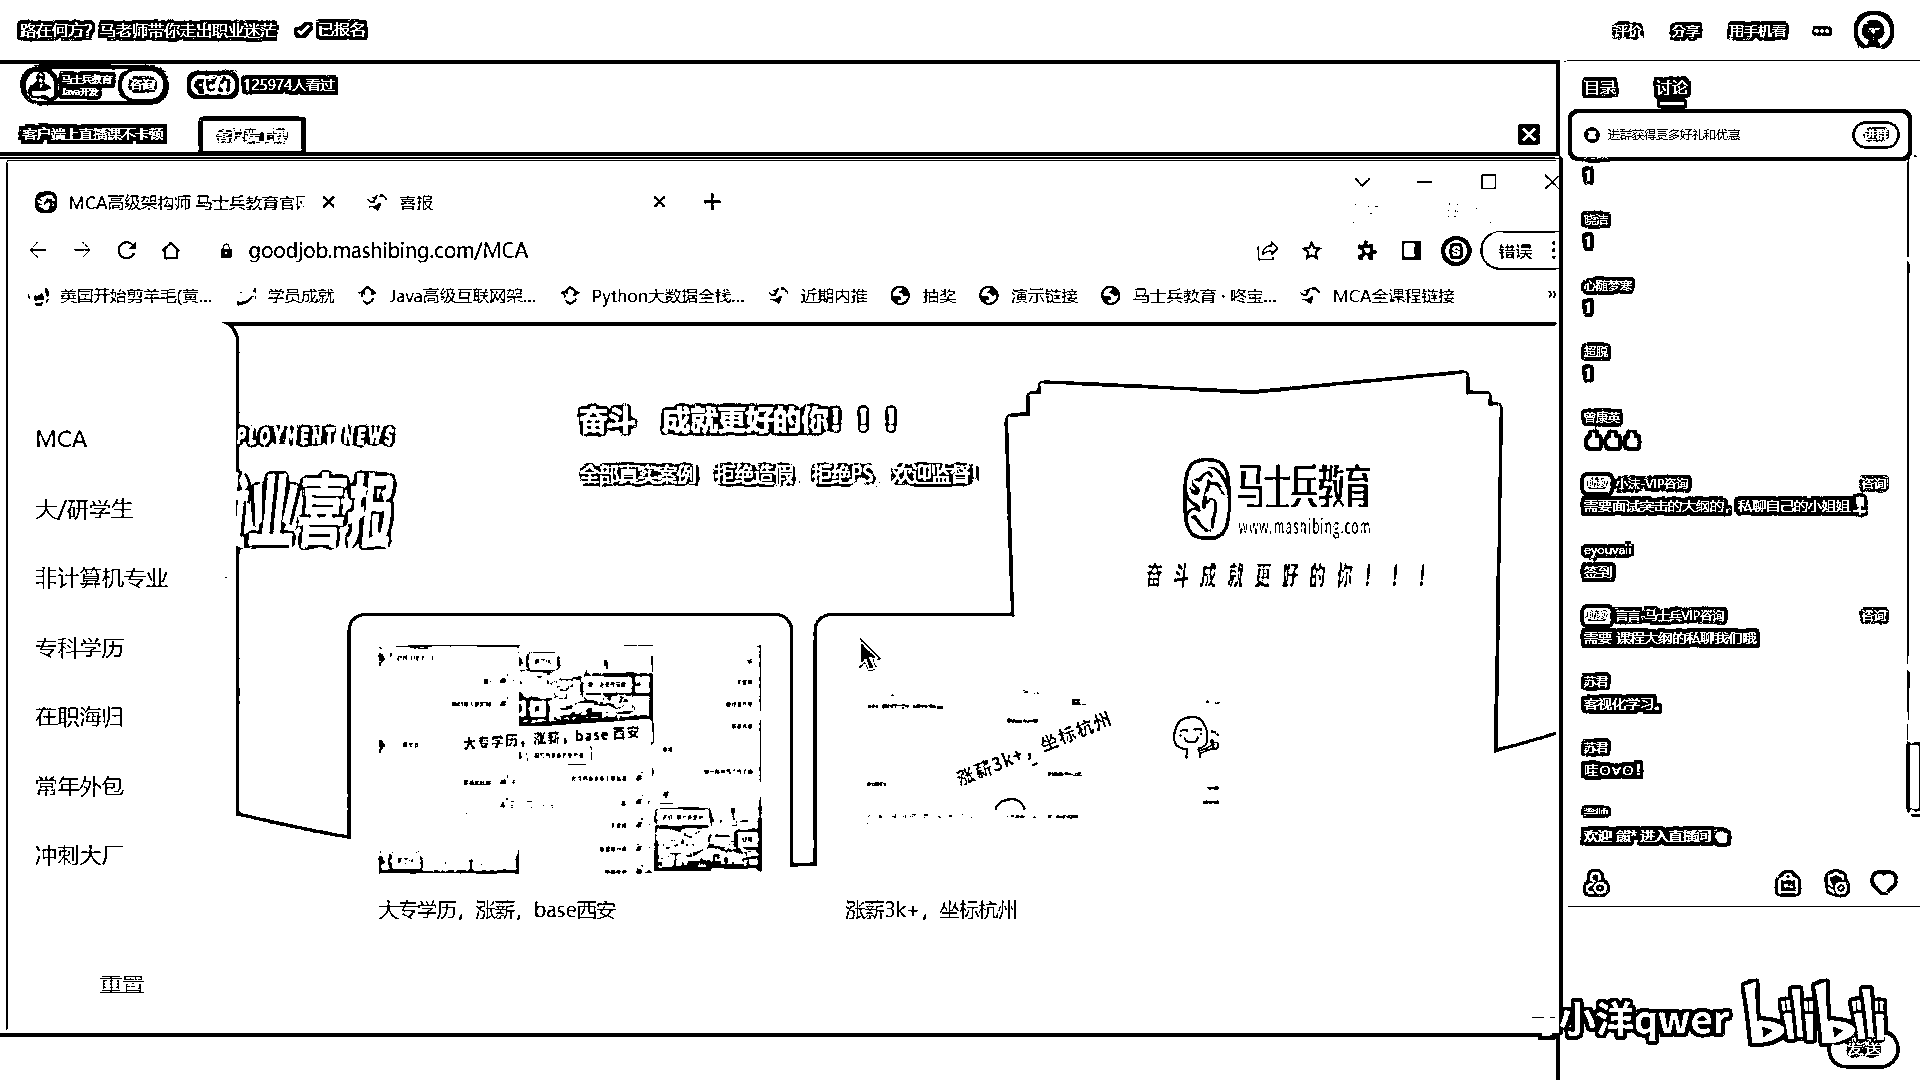 路在何方？马老师带你走出职业迷茫 已报名
评价 分享 用手机看
马士兵教育 Java开发 咨询 125974人看过
客户端上直播课不卡顿 客户端上课
目录 讨论
进群获得更多好礼和优惠 进群
MCA高级架构师 马士兵教育官网
喜报
goodjob.mashibing.com/MCA
错误
英国开始剪羊毛(黄... 学员成就 Java高级互联网架... Python大数据全栈... 近期内推 抽奖 演示链接 马士兵教育·咚宝... MCA全课程链接
MCA
大/研学生
非计算机专业
专科学历
在职海归
常年外包
冲刺大厂
重置
PLOYMENT NEWS
业喜报
奋斗 成就更好的你！！！
全部真实案例 拒绝造假 拒绝PS 欢迎监督!
马士兵教育
www.mashibing.com
奋斗成就更好的你！！！
大专学历，涨薪，base 西安
涨薪3k+，坐标杭州
大专学历，涨薪，base西安
涨薪3k+，坐标杭州
1
晓洁
1
心随梦寒
1
超脱
1
曾康英
小沫-VIP咨询 咨询
需要面试突击的大纲的，私聊自己的小姐姐
eyouvaii
签到
言言-马士兵VIP咨询 咨询
需要 课程大纲的私聊我们哦
苏君
客视化学习。
苏君
哇OAO!
欢迎 熊* 进入直播间
发送
小洋qwer bilibili